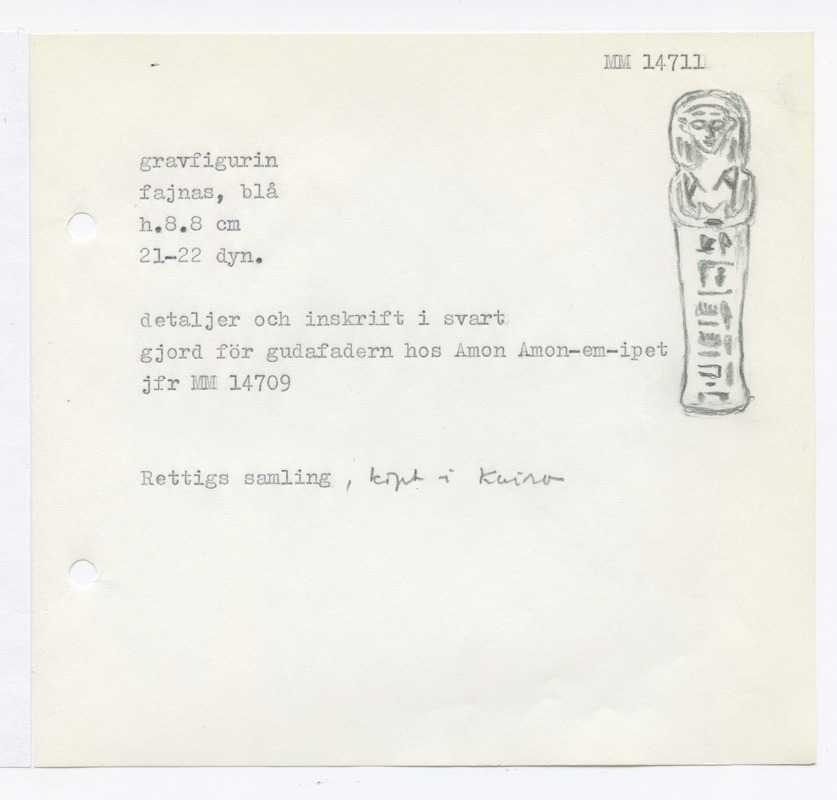 MM 14711
gravfigurin
fajnas, blå
h.8.8 cm
21-22 dyn.
detaljer och inskrift i svart
gjord för gudafadern hos Amon Amon-em-ipet
jfr MM 14709
Rettigs samling, köpt i Kairo